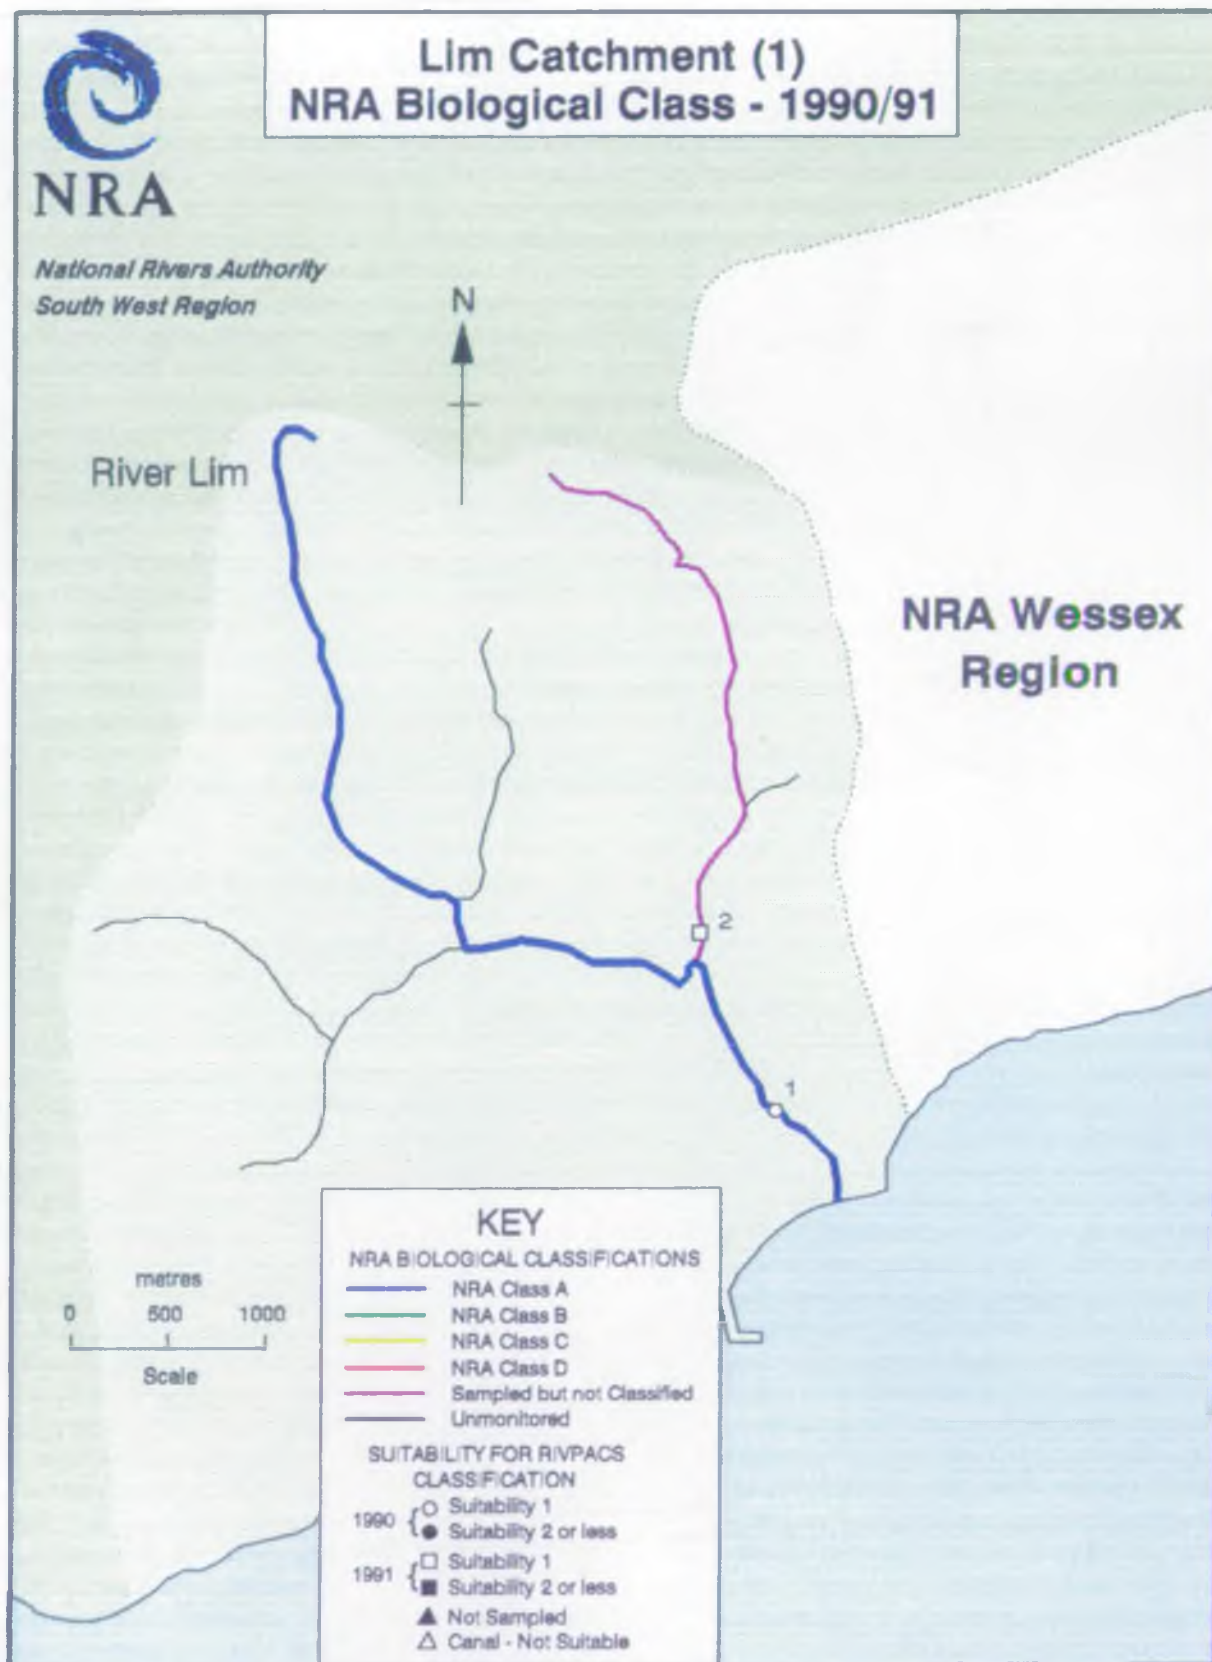 Lim Catchment (1)
NRA Biological Class - 1990/91
NRA
National Rivers Authority
South West Region
N
River Lim
NRA Wessex
Region
2
1
metres
0 500 1000
Scale
KEY
NRA BIOLOGICAL CLASSIFICATIONS
NRA Class A
NRA Class B
NRA Class C
NRA Class D
Sampled but not Classified
Unmonitored
SUITABILITY FOR RIVPACS
CLASSIFICATION
1990 { Suitability 1
Suitability 2 or less
1991 { Suitability 1
Suitability 2 or less
Not Sampled
Canal - Not Suitable